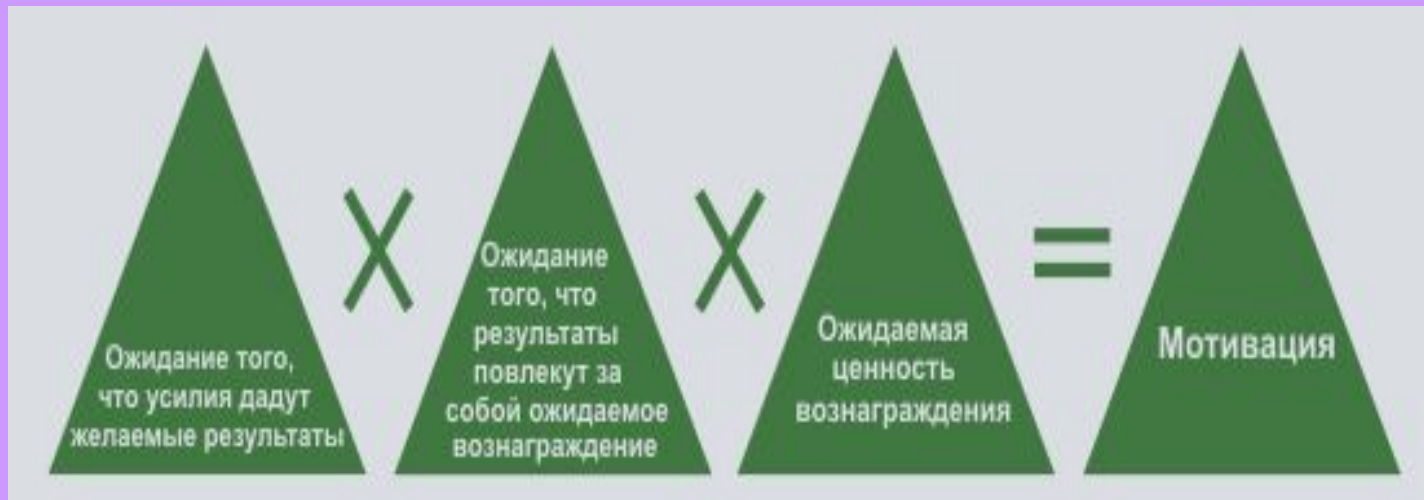 Ожидание того,
что усилия дадут
желаемые результаты
X
Ожидание
того, что
результаты
повлекут за
собой ожидаемое
вознаграждение
X
Ожидаемая
ценность
вознаграждения
=
Мотивация